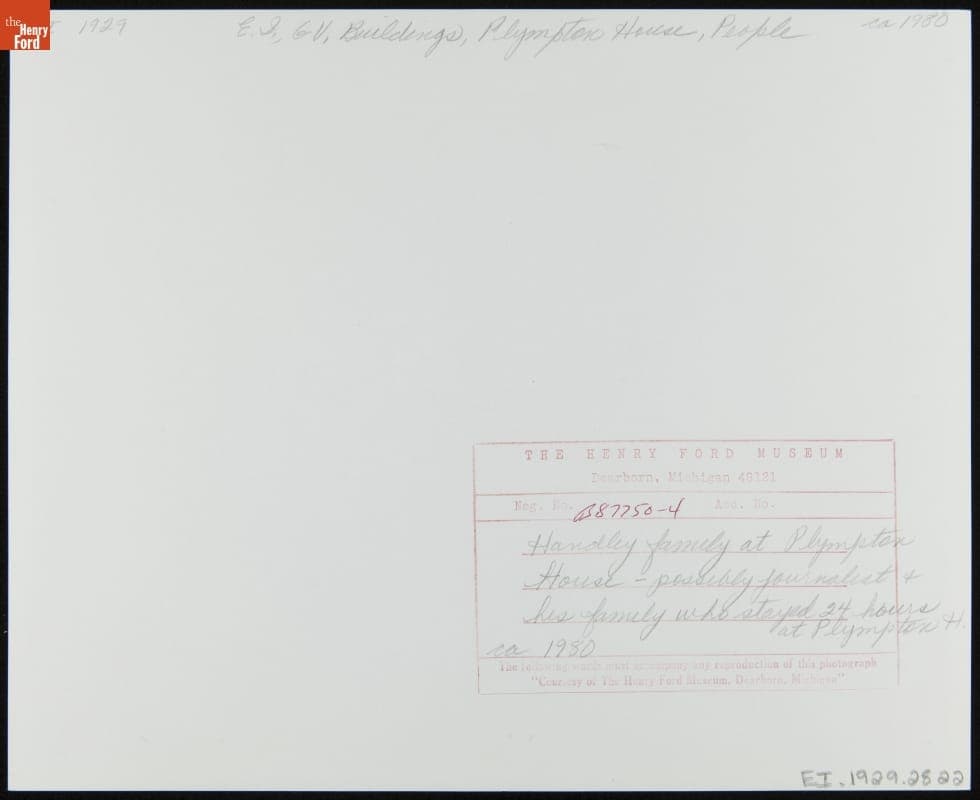 the
Henry
Ford
1929
E.I, GV, Buildings, Plympton House, People
ca 1980
THE HENRY FORD MUSEUM
Dearborn, Michigan 48121
Neg. No. B87750-4 Acc. No.
Handley family at Plympton
House - possibly journalist +
his family who stayed 24 hours
at Plympton H.
ca 1980
The following words must accompany any reproduction of this photograph
"Courtesy of The Henry Ford Museum, Dearborn, Michigan"
EI.1929.2822